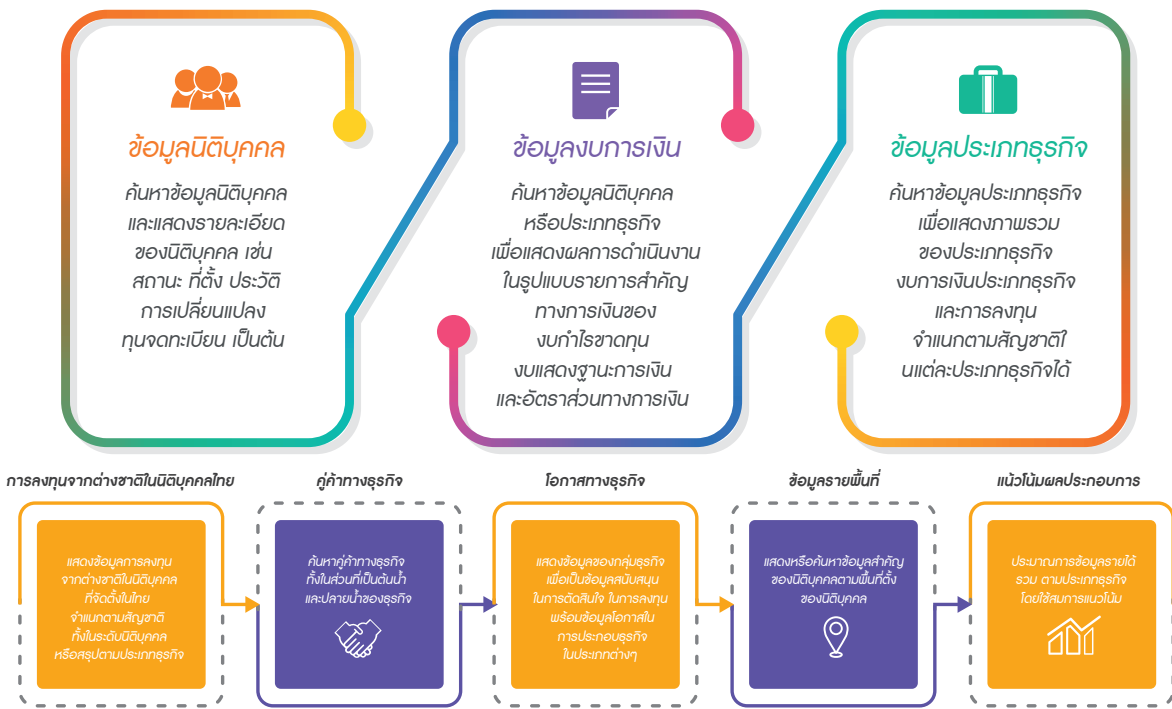 ข้อมูลนิติบุคคล
ค้นหาข้อมูลนิติบุคคล
และแสดงรายละเอียด
ของนิติบุคคล เช่น
สถานะ ที่ตั้ง ประวัติ
การเปลี่ยนแปลง
ทุนจดทะเบียน เป็นต้น
ข้อมูลงบการเงิน
ค้นหาข้อมูลนิติบุคคล
หรือประเภทธุรกิจ
เพื่อแสดงผลการดำเนินงาน
ในรูปแบบรายการสำคัญ
ทางการเงินของ
งบกำไรขาดทุน
งบแสดงฐานะการเงิน
และอัตราส่วนทางการเงิน
ข้อมูลประเภทธุรกิจ
ค้นหาข้อมูลประเภทธุรกิจ
เพื่อแสดงภาพรวม
ของประเภทธุรกิจ
งบการเงินประเภทธุรกิจ
และการลงทุน
จำแนกตามสัญชาติใ
นแต่ละประเภทธุรกิจได้
การลงทุนจากต่างชาติในนิติบุคคลไทย
แสดงข้อมูลการลงทุน
จากต่างชาติในนิติบุคคล
ที่จัดตั้งในไทย
จำแนกตามสัญชาติ
ทั้งในระดับนิติบุคคล
หรือสรุปตามประเภทธุรกิจ
คู่ค้าทางธุรกิจ
ค้นหาคู่ค้าทางธุรกิจ
ทั้งในส่วนที่เป็นต้นน้ำ
และปลายน้ำของธุรกิจ
โอกาสทางธุรกิจ
แสดงข้อมูลของกลุ่มธุรกิจ
เพื่อเป็นข้อมูลสนับสนุน
ในการตัดสินใจ ในการลงทุน
พร้อมข้อมูลโอกาสใน
การประกอบธุรกิจ
ในประเภทต่างๆ
ข้อมูลรายพื้นที่
แสดงหรือค้นหาข้อมูลสำคัญ
ของนิติบุคคลตามพื้นที่ตั้ง
ของนิติบุคคล
แน้วโน้มผลประกอบการ
ประมาณการข้อมูลรายได้
รวม ตามประเภทธุรกิจ
โดยใช้สมการแนวโน้ม